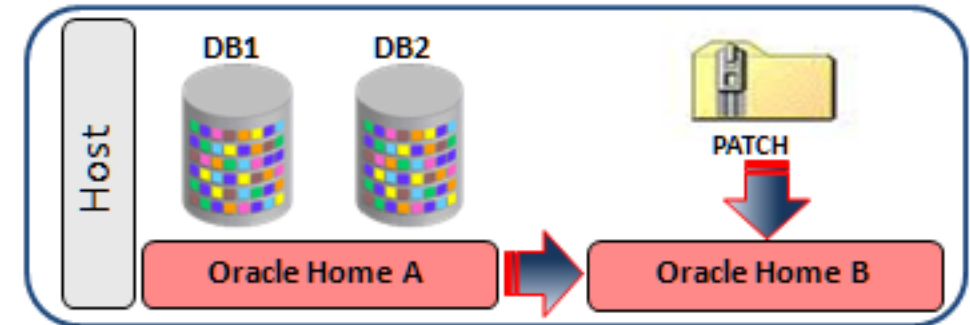 Host
DB1
DB2
PATCH
Oracle Home A
Oracle Home B